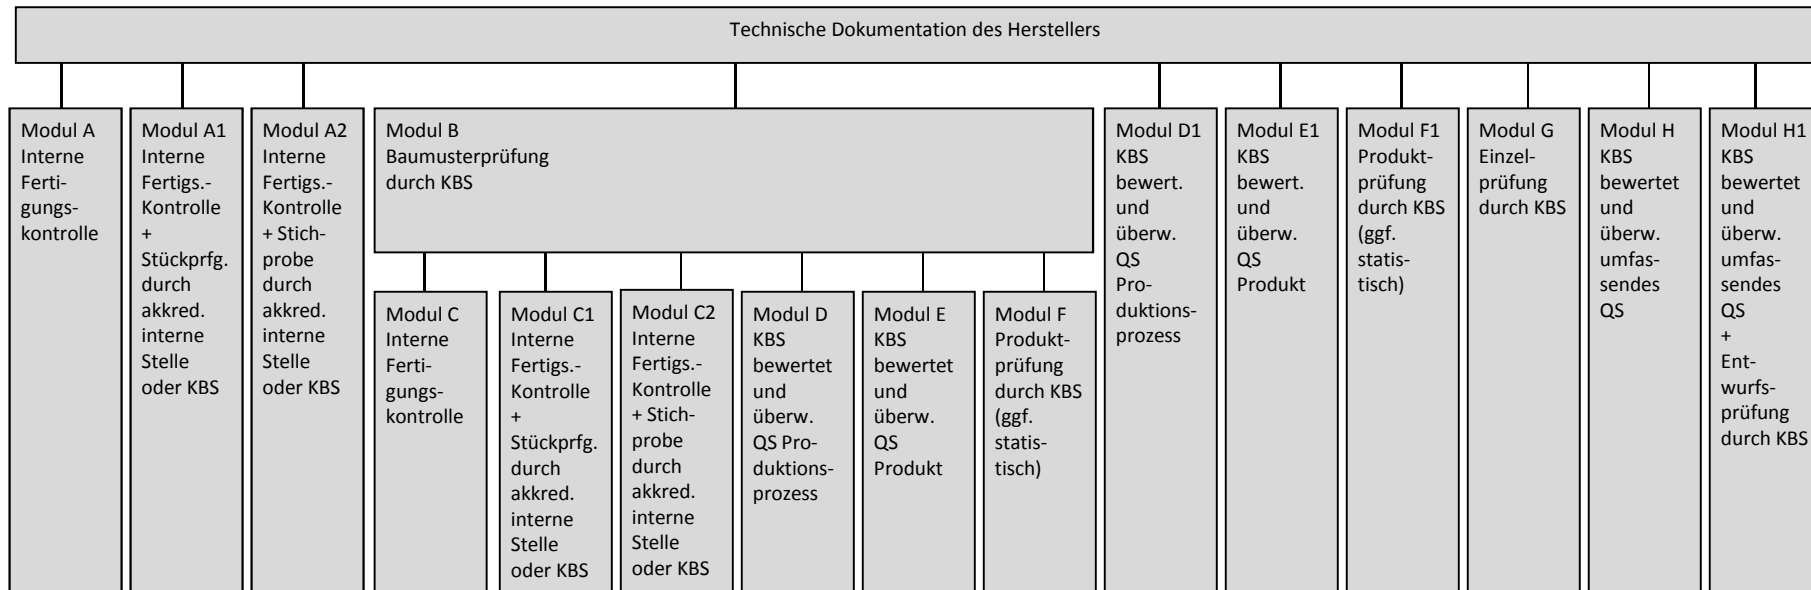 Technische Dokumentation des Herstellers
Modul A
Interne
Ferti-
gungs-
kontrolle
Modul A1
Interne
Fertigs.-
Kontrolle
+
Stückprfg.
durch
akkred.
interne
Stelle
oder KBS
Modul A2
Interne
Fertigs.-
Kontrolle
+ Stich-
probe
durch
akkred.
interne
Stelle
oder KBS
Modul B
Baumusterprüfung
durch KBS
Modul C
Interne
Ferti-
gungs-
kontrolle
Modul C1
Interne
Fertigs.-
Kontrolle
+
Stückprfg.
durch
akkred.
interne
Stelle
oder KBS
Modul C2
Interne
Fertigs.-
Kontrolle
+ Stich-
probe
durch
akkred.
interne
Stelle
oder KBS
Modul D
KBS
bewertet
und
überw.
QS Pro-
duktions-
prozess
Modul E
KBS
bewertet
und
überw.
QS
Produkt
Modul F
Produkt-
prüfung
durch KBS
(ggf.
statis-
tisch)
Modul D1
KBS
bewert.
und
überw.
QS
Pro-
duktions-
prozess
Modul E1
KBS
bewert.
und
überw.
QS
Produkt
Modul F1
Produkt-
prüfung
durch KBS
(ggf.
statis-
tisch)
Modul G
Einzel-
prüfung
durch KBS
Modul H
KBS
bewertet
und
überw.
umfas-
sendes
QS
Modul H1
KBS
bewertet
und
überw.
umfas-
sendes
QS
+
Ent-
wurfs-
prüfung
durch KBS